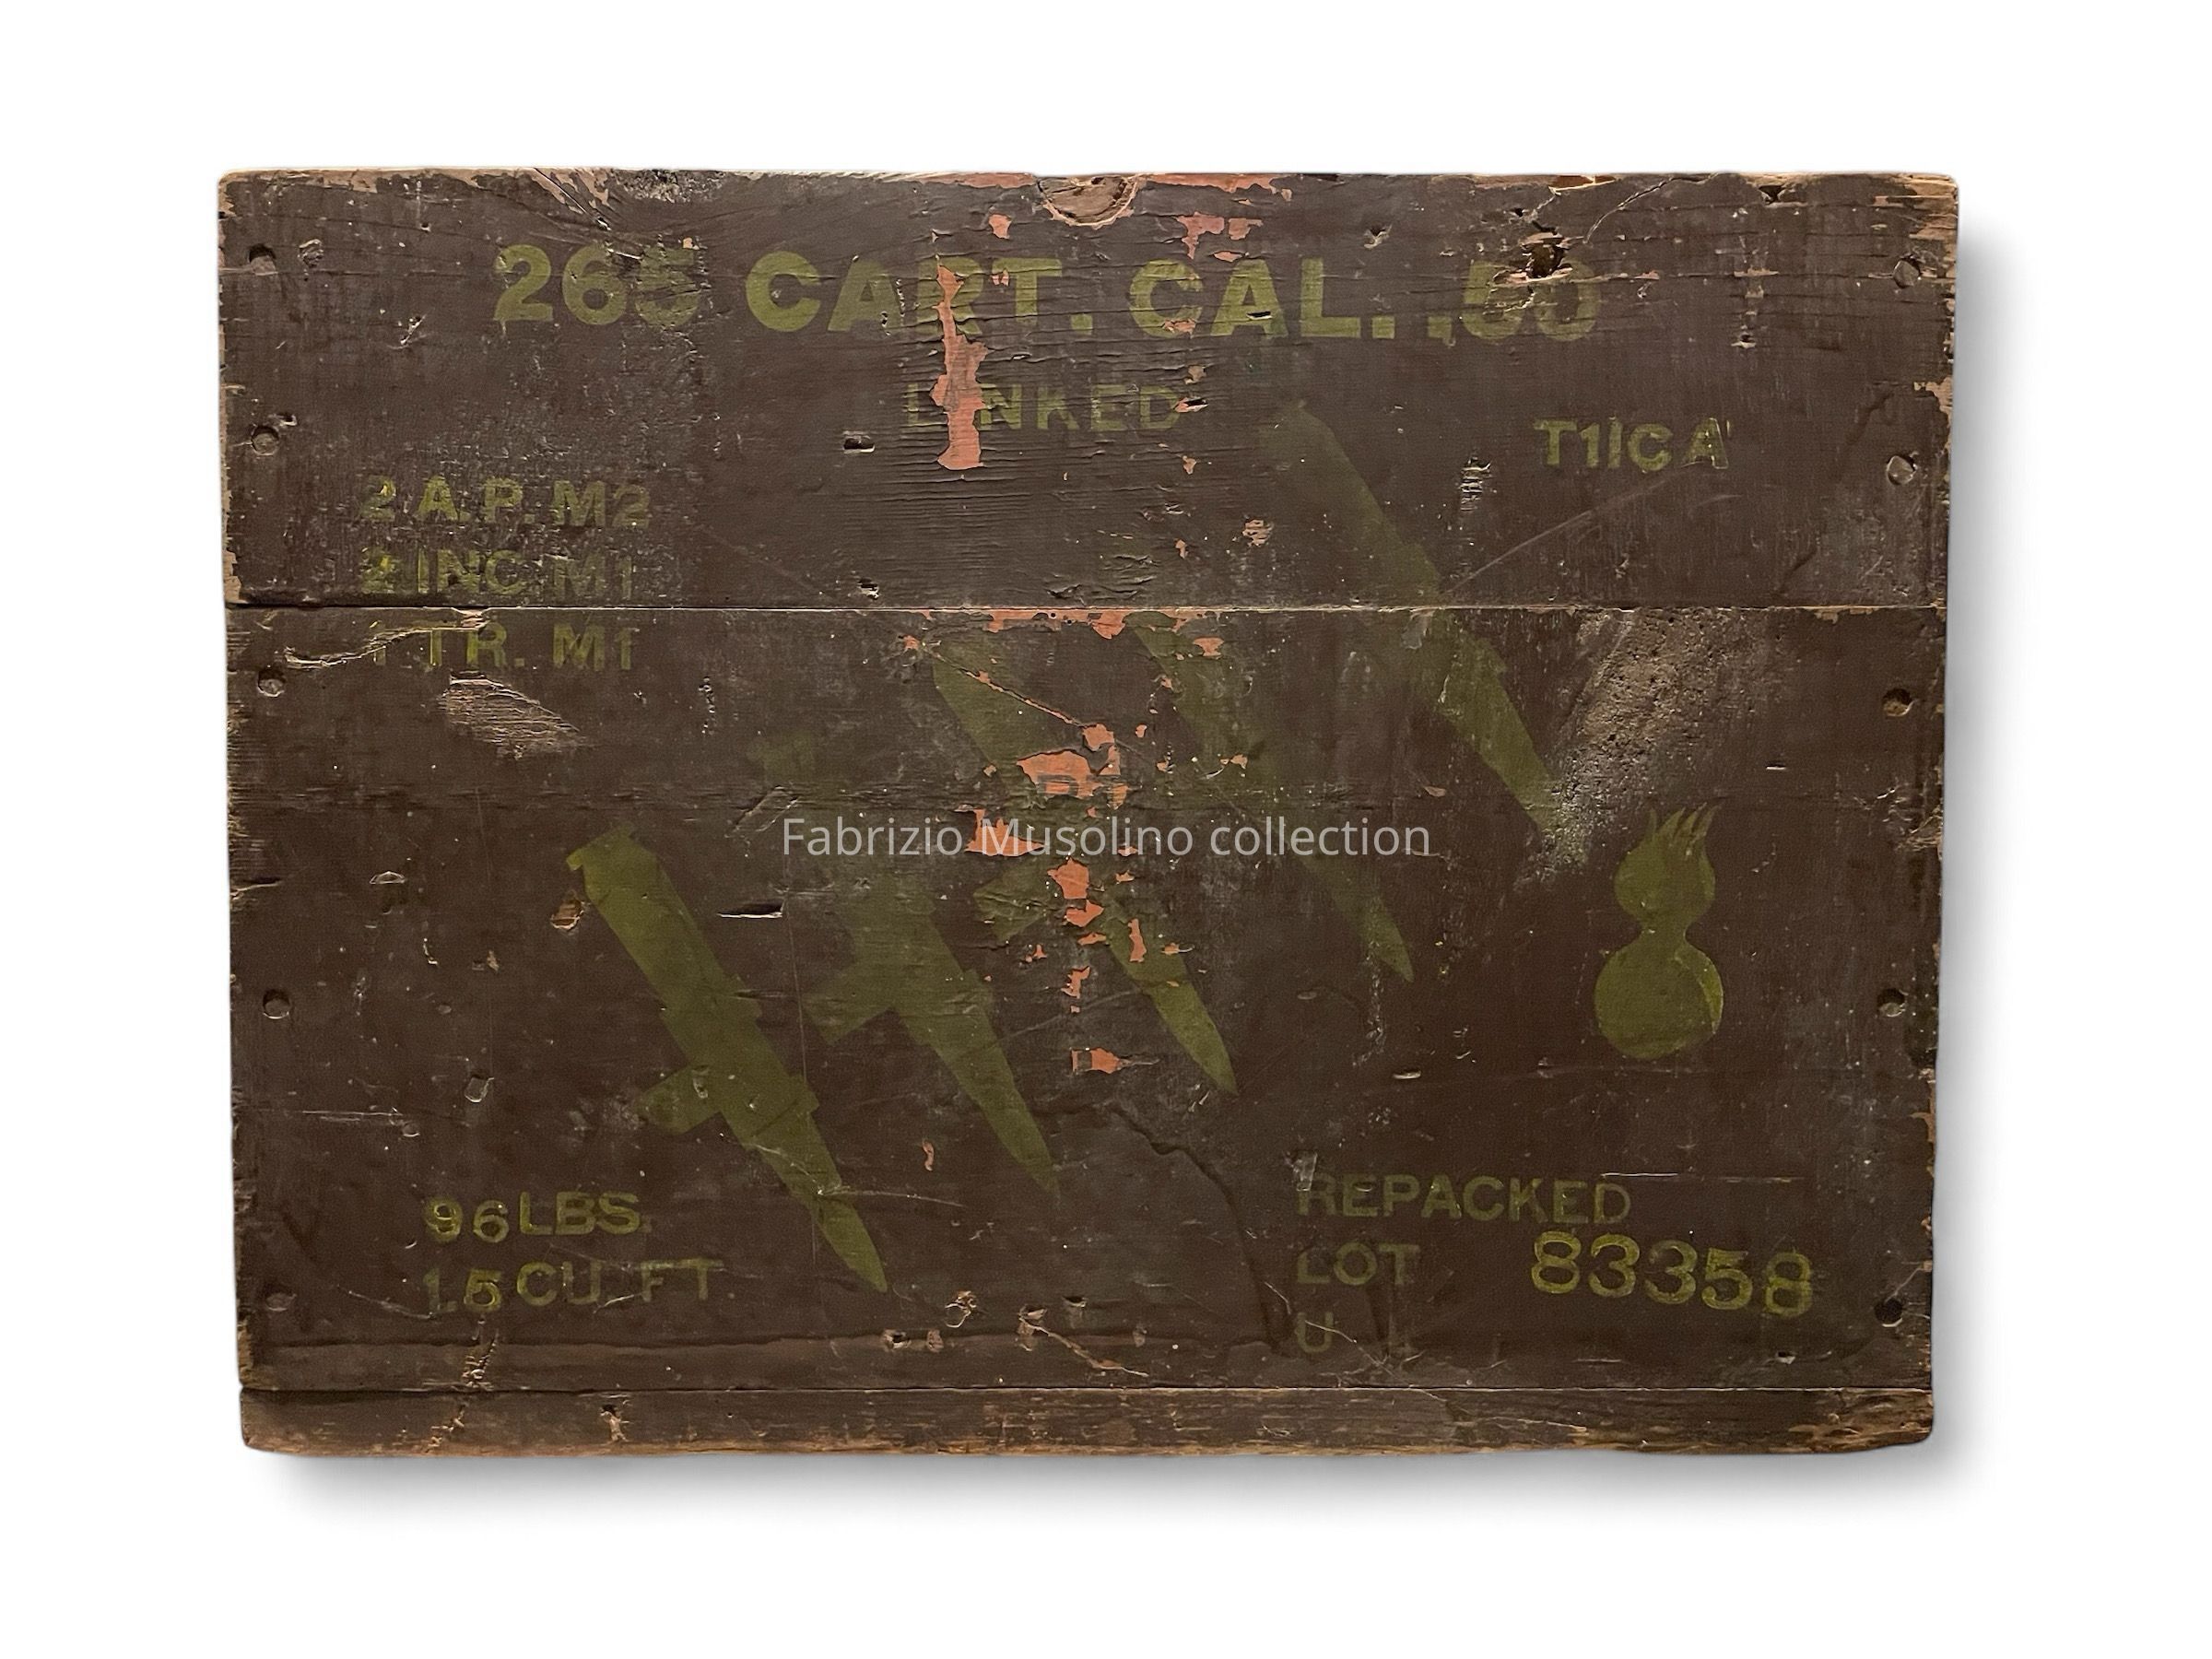 265 CART. CAL. .50
LINKED
T1ICA
2 A.P. M2
2 INC. M1
1 TR. M1
Fabrizio Musolino collection
96 LBS.
1.5 CU. FT.
REPACKED
LOT 83358
U